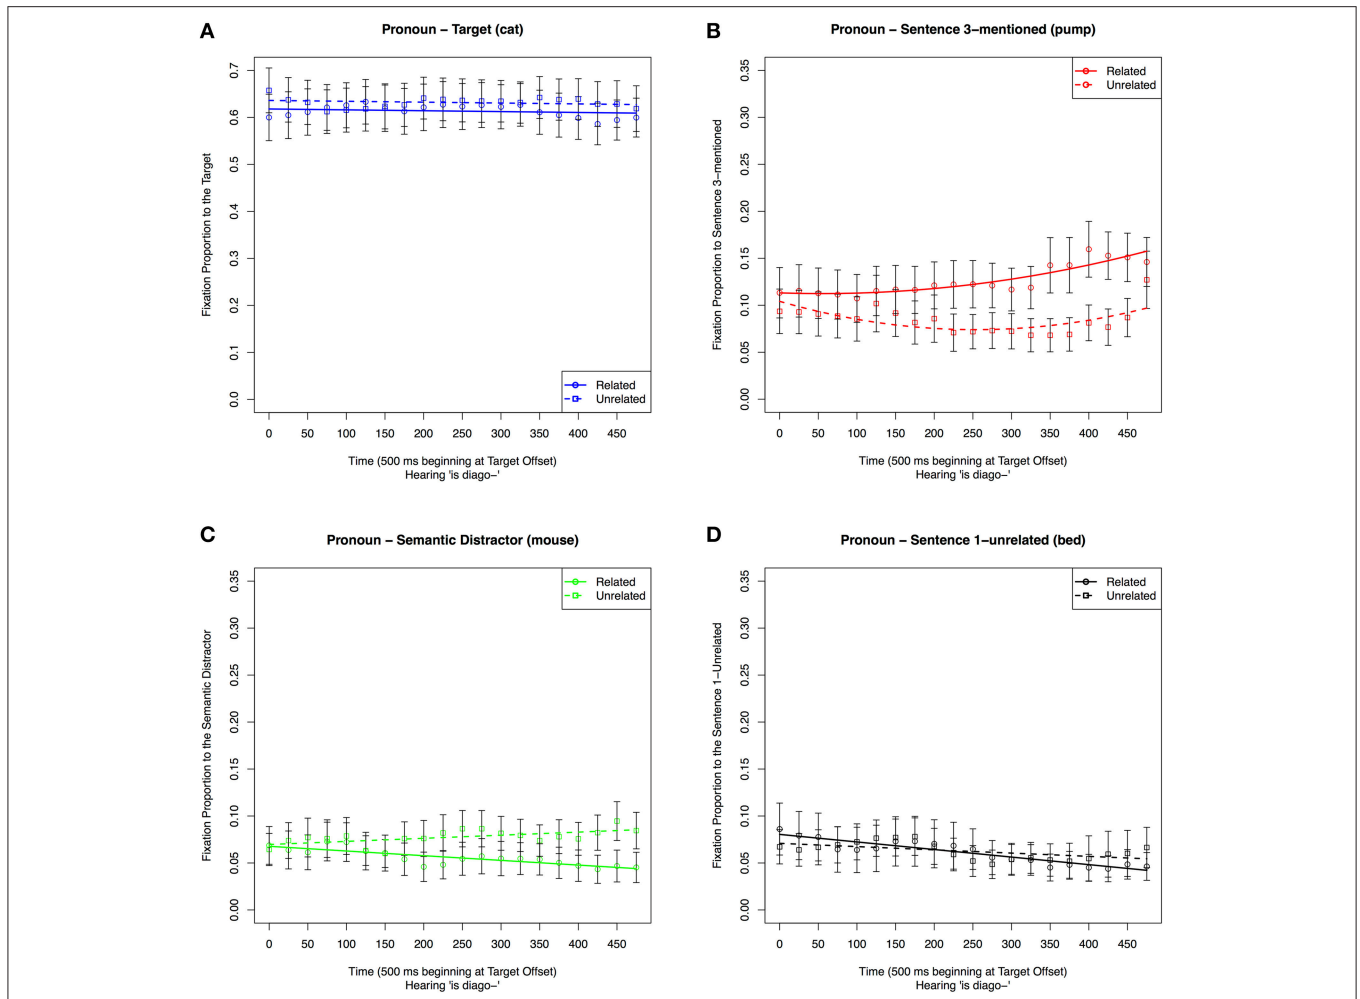 A
Pronoun – Target (cat)
Fixation Proportion to the Target
0.7
0.6
0.5
0.4
0.3
0.2
0.1
0.0
Related
Unrelated
0 50 100 150 200 250 300 350 400 450
Time (500 ms beginning at Target Offset)
Hearing 'is diago–'
B
Pronoun – Sentence 3–mentioned (pump)
Fixation Proportion to Sentence 3–mentioned
0.35
0.30
0.25
0.20
0.15
0.10
0.05
0.00
Related
Unrelated
0 50 100 150 200 250 300 350 400 450
Time (500 ms beginning at Target Offset)
Hearing 'is diago–'
C
Pronoun – Semantic Distractor (mouse)
Fixation Proportion to the Semantic Distractor
0.35
0.30
0.25
0.20
0.15
0.10
0.05
0.00
Related
Unrelated
0 50 100 150 200 250 300 350 400 450
Time (500 ms beginning at Target Offset)
Hearing 'is diago–'
D
Pronoun – Sentence 1–unrelated (bed)
Fixation Proportion to the Sentence 1–Unrelated
0.35
0.30
0.25
0.20
0.15
0.10
0.05
0.00
Related
Unrelated
0 50 100 150 200 250 300 350 400 450
Time (500 ms beginning at Target Offset)
Hearing 'is diago–'